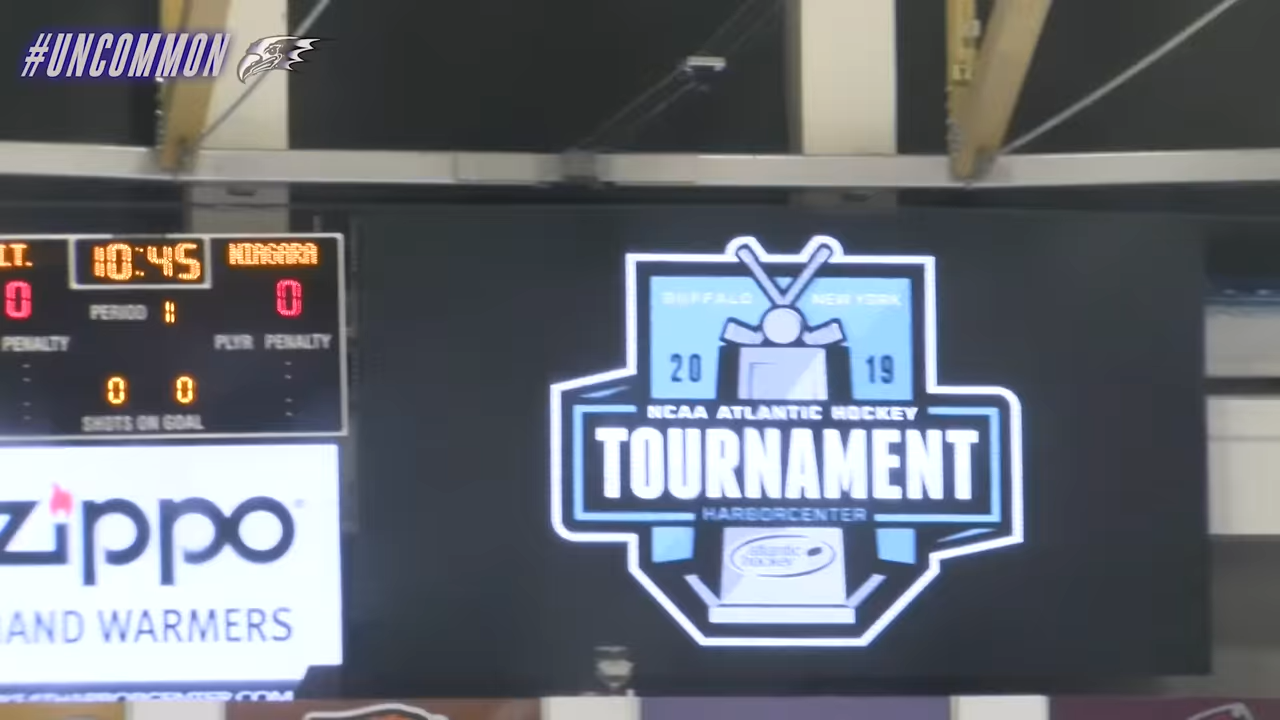 #UNCOMMON
LT. 10:45 NIAGARA
0 PERIOD 1 0
PENALTY PLYR PENALTY
0 0
SHOTS ON GOAL
zippo
HAND WARMERS
BUFFALO NEW YORK
20 19
NCAA ATLANTIC HOCKEY
TOURNAMENT
HARBORCENTER
atlantic
hockey